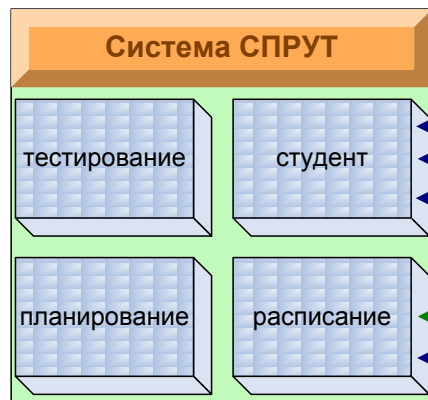 Система СПРУТ
тестирование
студент
планирование
расписание